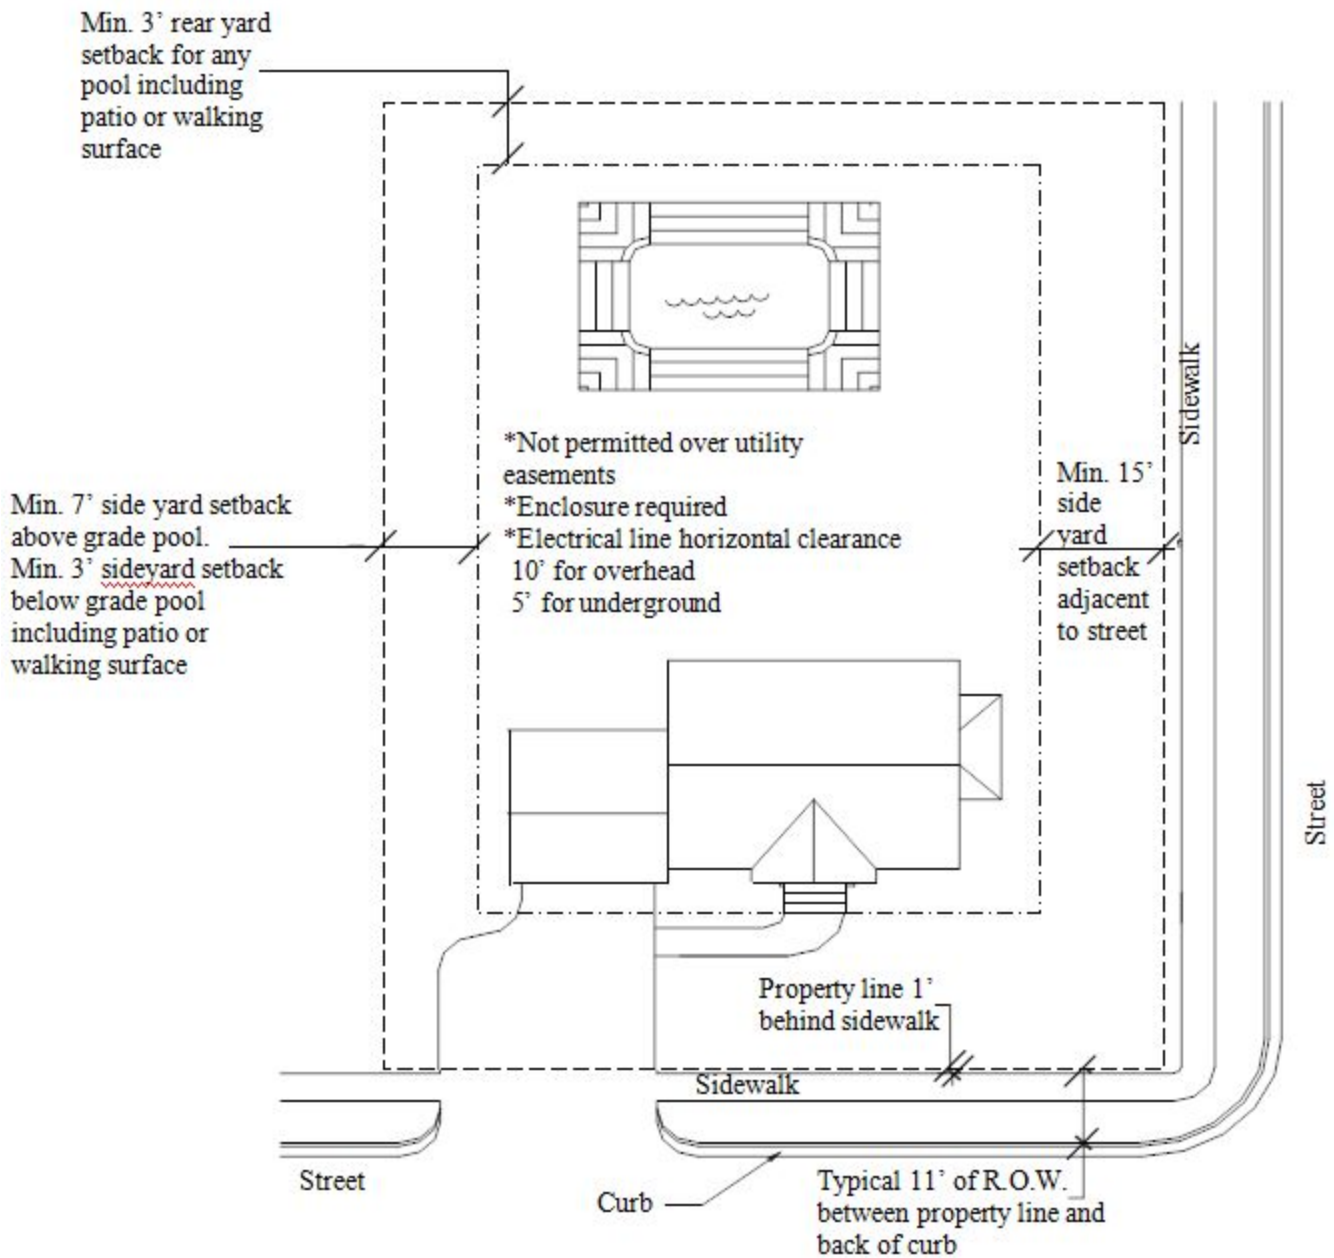 Min. 3’ rear yard
setback for any
pool including
patio or walking
surface
Sidewalk
*Not permitted over utility
easements
*Enclosure required
*Electrical line horizontal clearance
10’ for overhead
5’ for underground
Min. 15’
side
yard
setback
adjacent
to street
Min. 7’ side yard setback
above grade pool.
Min. 3’ sideyard setback
below grade pool
including patio or
walking surface
Street
Property line 1’
behind sidewalk
Sidewalk
Street
Curb
Typical 11’ of R.O.W.
between property line and
back of curb